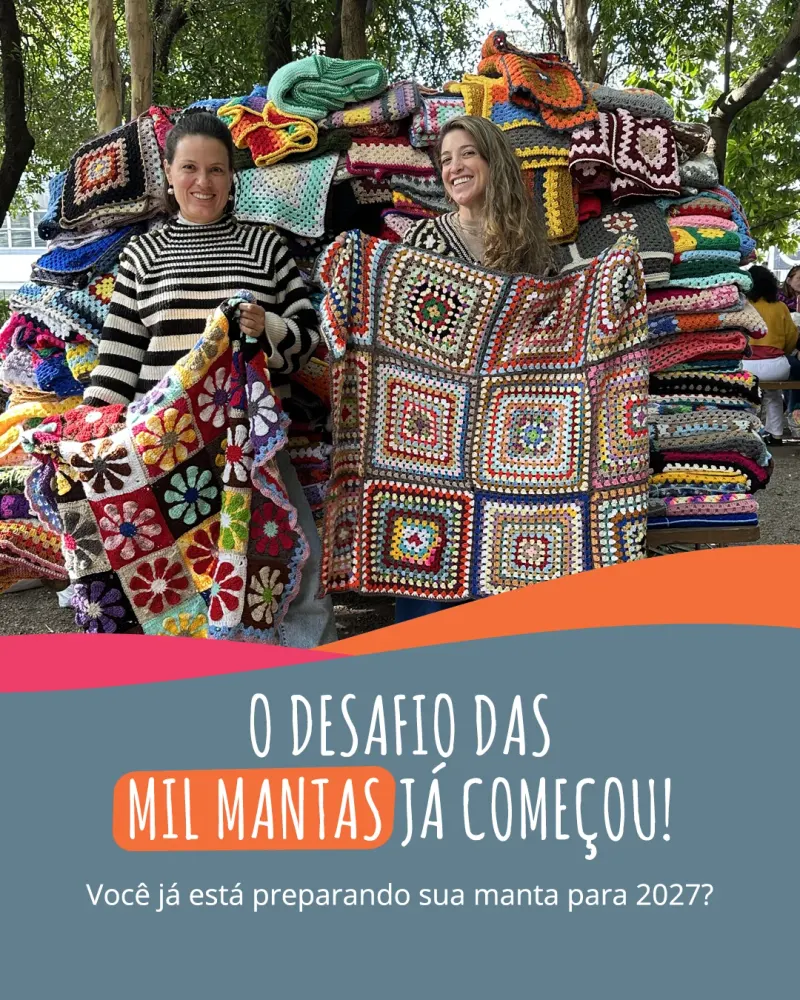 O DESAFIO DAS
MIL MANTAS JÁ COMEÇOU!
Você já está preparando sua manta para 2027?